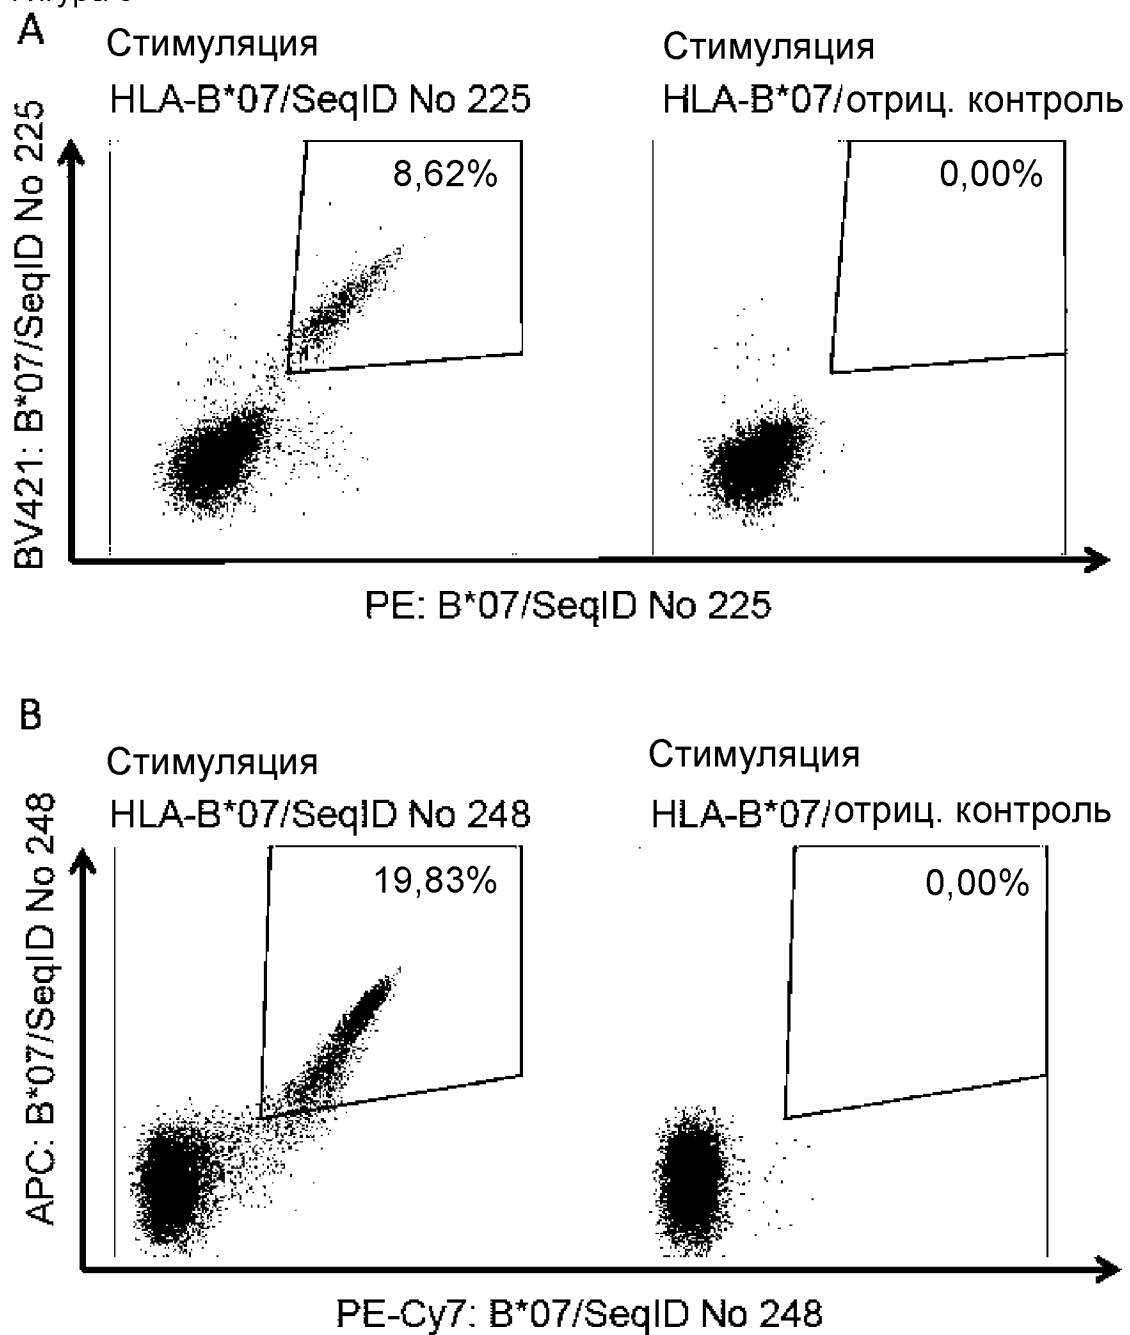 A
Стимуляция
HLA-B*07/SeqID No 225
8,62%
Стимуляция
HLA-B*07/отриц. контроль
0,00%
BV421: B*07/SeqID No 225
PE: B*07/SeqID No 225
B
Стимуляция
HLA-B*07/SeqID No 248
19,83%
Стимуляция
HLA-B*07/отриц. контроль
0,00%
APC: B*07/SeqID No 248
PE-Cy7: B*07/SeqID No 248